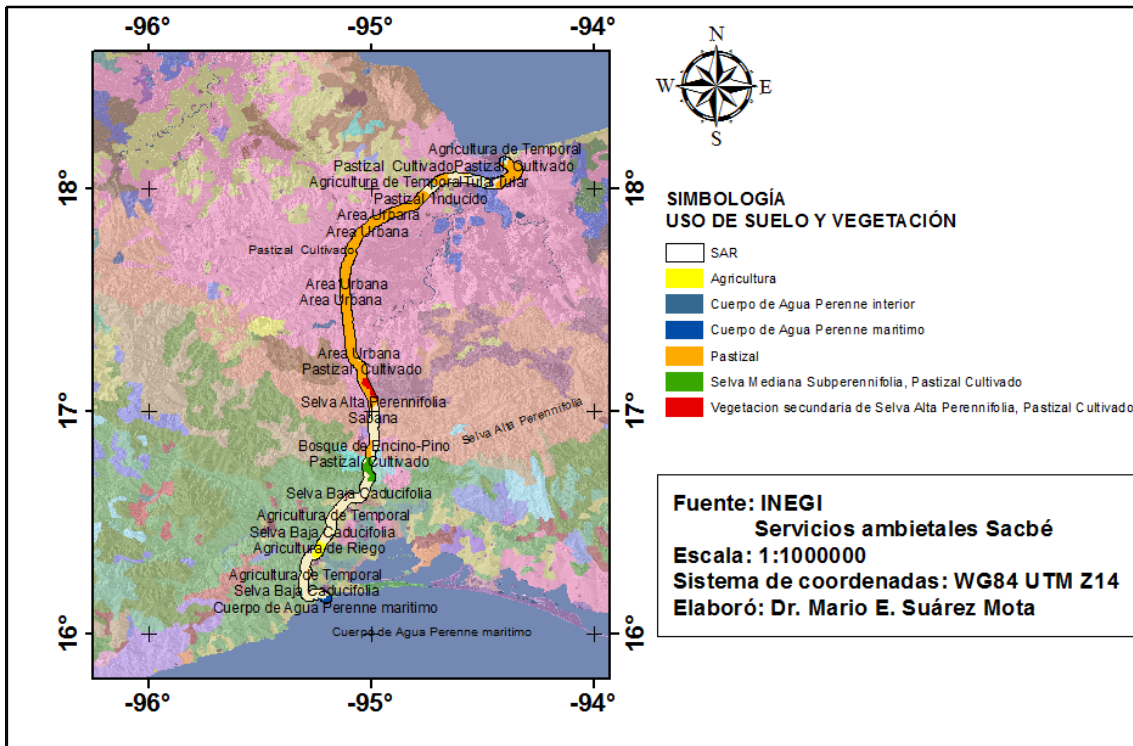 -96° -95° -94°
N
W E
S
18°
17°
16°
Agricultura de Temporal
Pastizal Cultivado Pastizal Cultivado
Agricultura de Temporal Tular Tular
Pastizal Inducido
Area Urbana
Area Urbana
Pastizal Cultivado
Area Urbana
Area Urbana
Area Urbana
Pastizal Cultivado
Selva Alta Perennifolia
Sabana
Selva Alta Perennifolia
Bosque de Encino-Pino
Pastizal Cultivado
Selva Baja Caducifolia
Agricultura de Temporal
Selva Baja Caducifolia
Agricultura de Riego
Agricultura de Temporal
Selva Baja Caducifolia
Cuerpo de Agua Perenne maritimo
Cuerpo de Agua Perenne maritimo
18°
17°
16°
-96° -95° -94°
SIMBOLOGÍA
USO DE SUELO Y VEGETACIÓN
SAR
Agricultura
Cuerpo de Agua Perenne interior
Cuerpo de Agua Perenne maritimo
Pastizal
Selva Mediana Subperennifolia, Pastizal Cultivado
Vegetacion secundaria de Selva Alta Perennifolia, Pastizal Cultivado
Fuente: INEGI
Servicios ambietales Sacbé
Escala: 1:1000000
Sistema de coordenadas: WG84 UTM Z14
Elaboró: Dr. Mario E. Suárez Mota